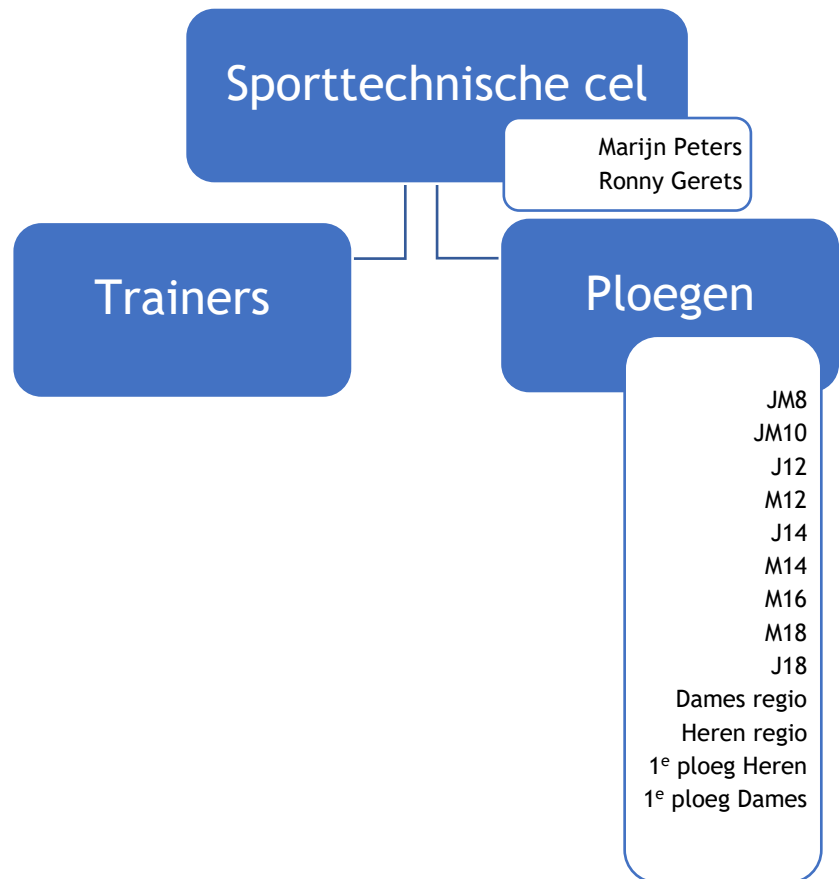 Sporttechnische cel
Marijn Peters
Ronny Gerets
Trainers
Ploegen
JM8
JM10
J12
M12
J14
M14
M16
M18
J18
Dames regio
Heren regio
1e ploeg Heren
1e ploeg Dames